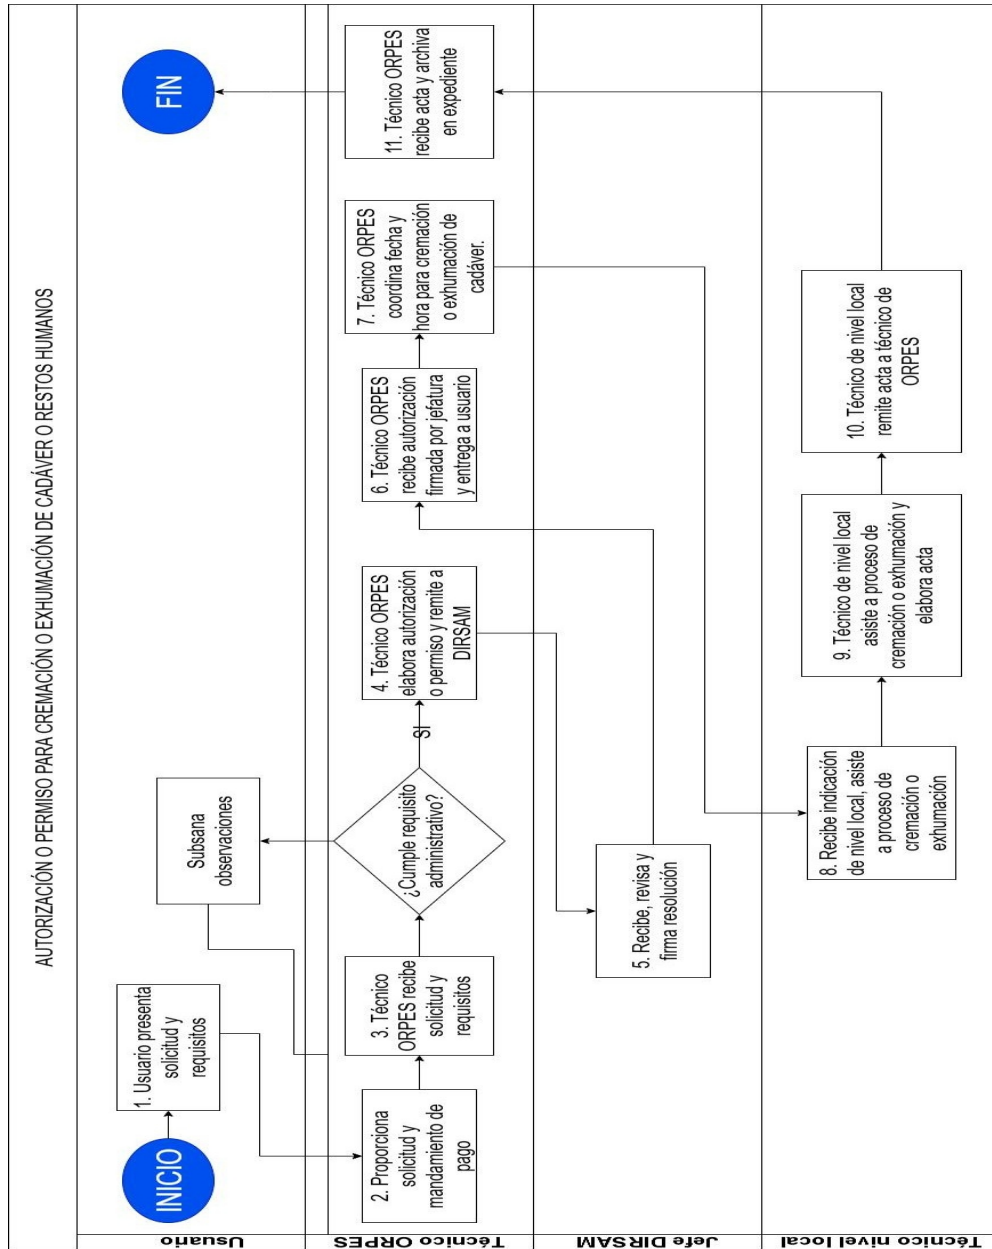 AUTORIZACIÓN O PERMISO PARA CREMACIÓN O EXHUMACIÓN DE CADÁVER O RESTOS HUMANOS
Usuario
INICIO
1. Usuario presenta
solicitud y
requisitos
Subsana
observaciones
FIN
Técnico ORPES
2. Proporciona
solicitud y
mandamiento de
pago
3. Técnico
ORPES recibe
solicitud y
requisitos
¿Cumple requisito
administrativo?
SI
4. Técnico ORPES
elabora autorización
o permiso y remite a
DIRSAM
6. Técnico ORPES
recibe autorización
firmada por jefatura
y entrega a usuario
7. Técnico ORPES
coordina fecha y
hora para cremación
o exhumación de
cadáver.
11. Técnico ORPES
recibe acta y archiva
en expediente
Jefe DIRSAM
5. Recibe, revisa y
firma resolución
Técnico nivel local
8. Recibe indicación
de nivel local, asiste
a proceso de
cremación o
exhumación
9. Técnico de nivel local
asiste a proceso de
cremación o exhumación y
elabora acta
10. Técnico de nivel local
remite acta a técnico de
ORPES